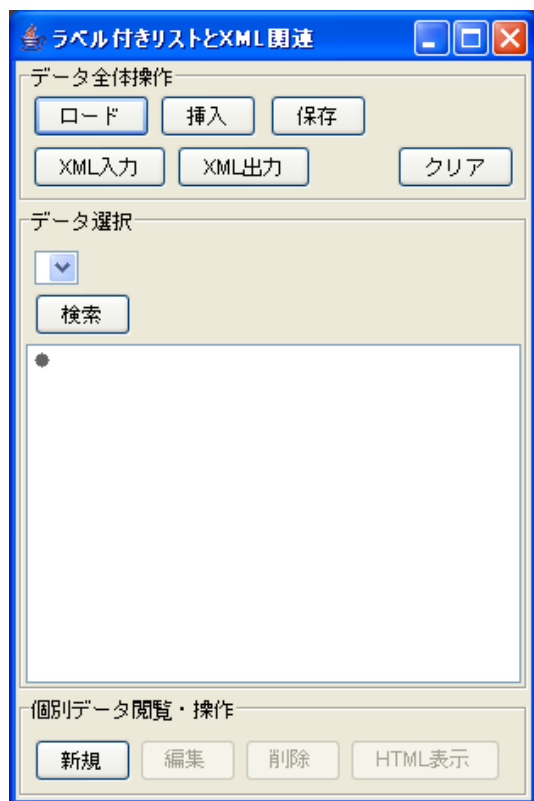 ラベル付きリストとXML関連
データ全体操作
ロード 挿入 保存
XML入力 XML出力 クリア
データ選択
検索
個別データ閲覧・操作
新規 編集 削除 HTML表示